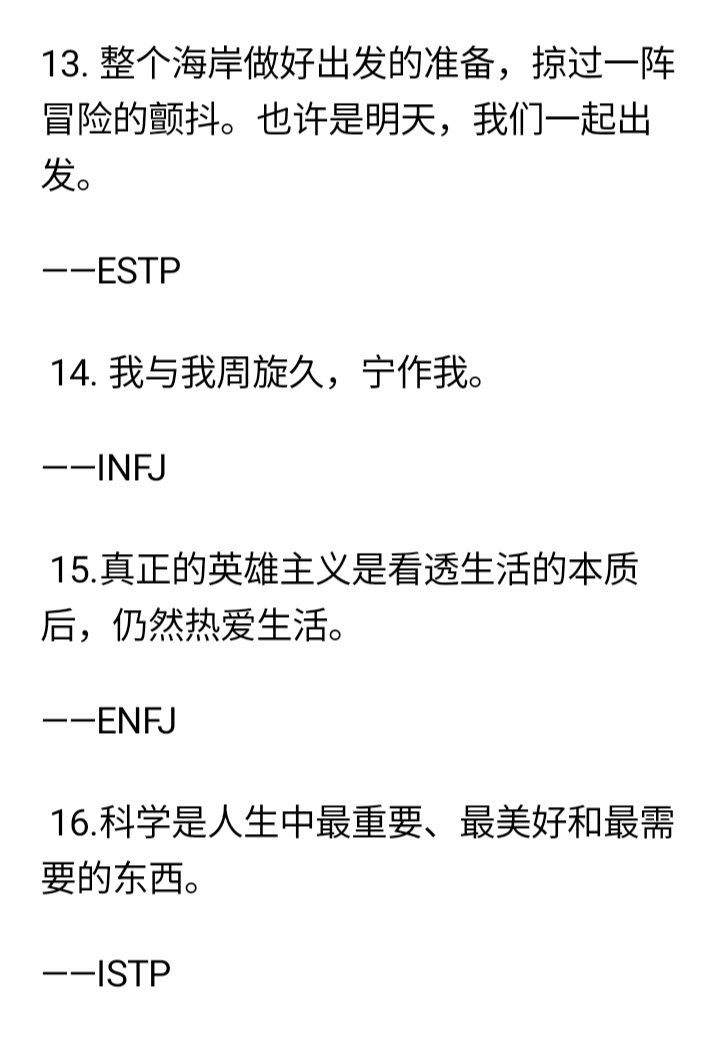 13. 整个海岸做好出发的准备，掠过一阵
冒险的颤抖。也许是明天，我们一起出
发。
——ESTP
14. 我与我周旋久，宁作我。
——INFJ
15.真正的英雄主义是看透生活的本质
后，仍然热爱生活。
——ENFJ
16.科学是人生中最重要、最美好和最需
要的东西。
——ISTP